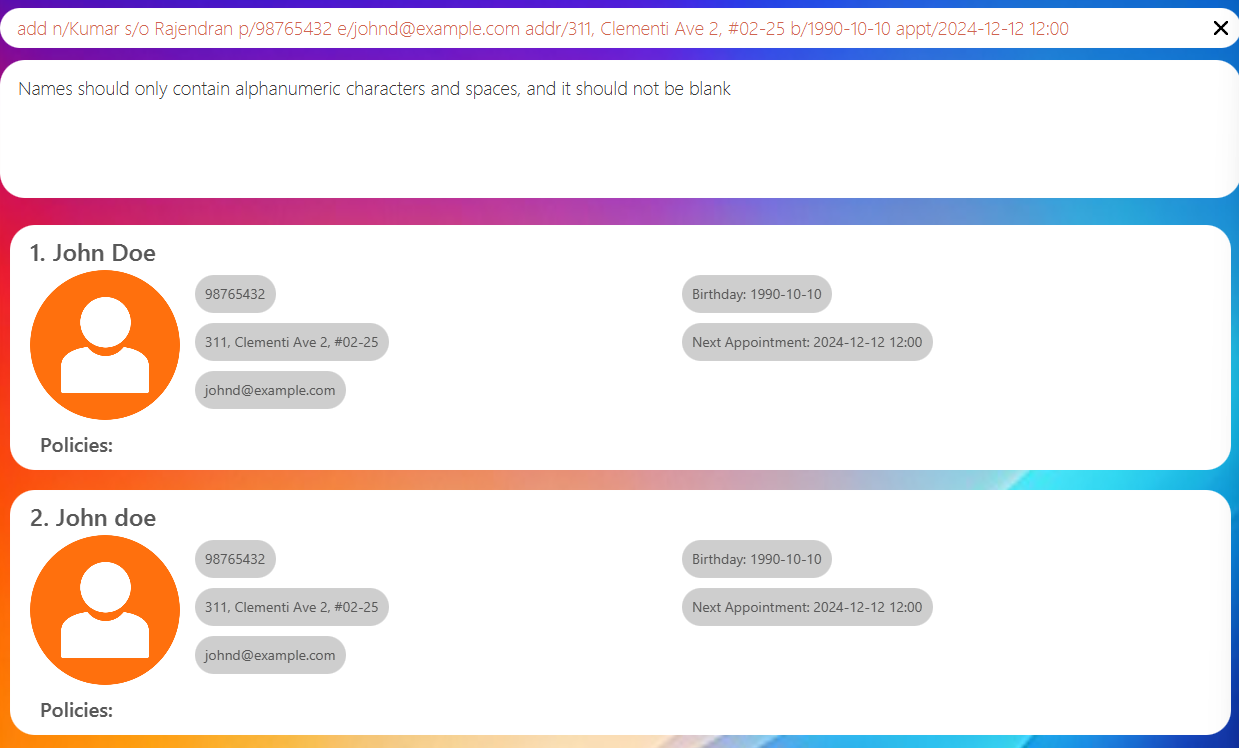 add n/Kumar s/o Rajendran p/98765432 e/johnd@example.com addr/311, Clementi Ave 2, #02-25 b/1990-10-10 appt/2024-12-12 12:00
Names should only contain alphanumeric characters and spaces, and it should not be blank
1. John Doe
98765432
Birthday: 1990-10-10
311, Clementi Ave 2, #02-25
Next Appointment: 2024-12-12 12:00
johnd@example.com
Policies:
2. John doe
98765432
Birthday: 1990-10-10
311, Clementi Ave 2, #02-25
Next Appointment: 2024-12-12 12:00
johnd@example.com
Policies: